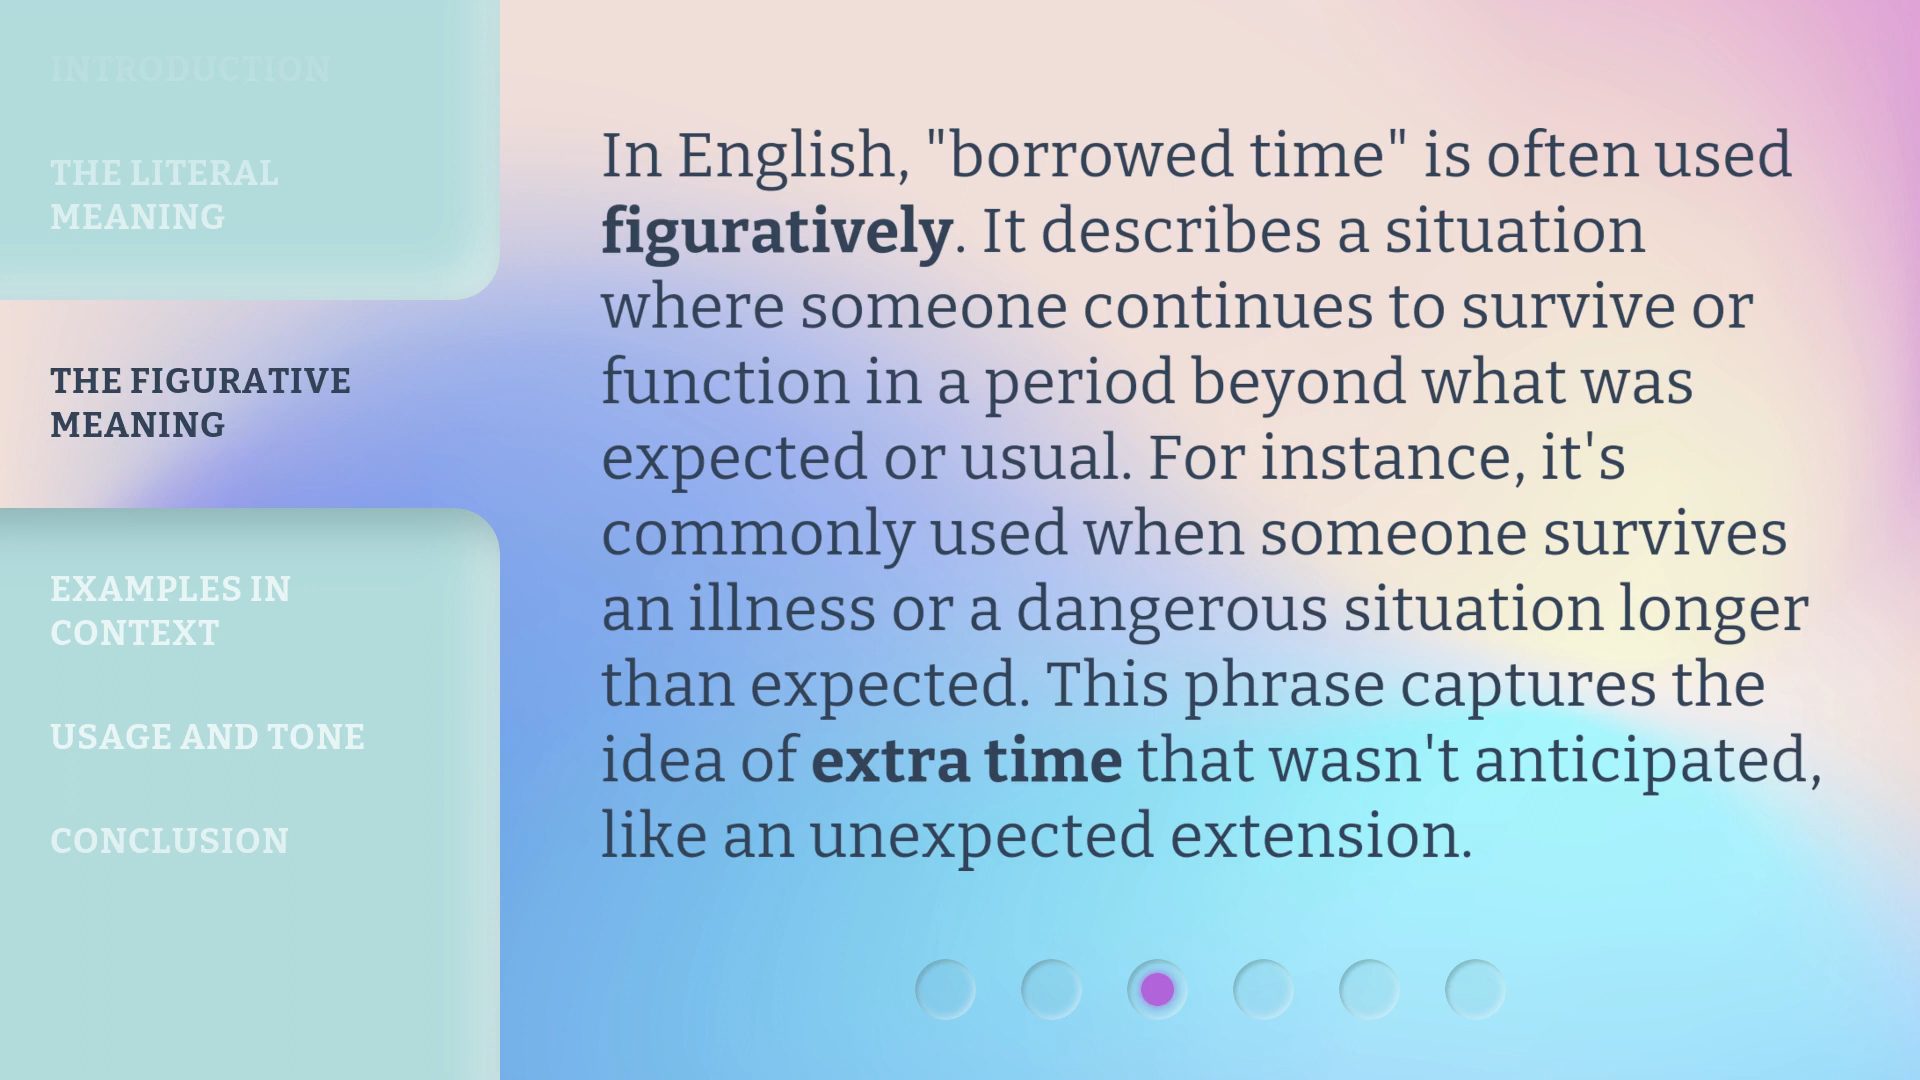 INTRODUCTION
THE LITERAL
MEANING
THE FIGURATIVE
MEANING
EXAMPLES IN
CONTEXT
USAGE AND TONE
CONCLUSION
In English, "borrowed time" is often used
figuratively. It describes a situation
where someone continues to survive or
function in a period beyond what was
expected or usual. For instance, it's
commonly used when someone survives
an illness or a dangerous situation longer
than expected. This phrase captures the
idea of extra time that wasn't anticipated,
like an unexpected extension.